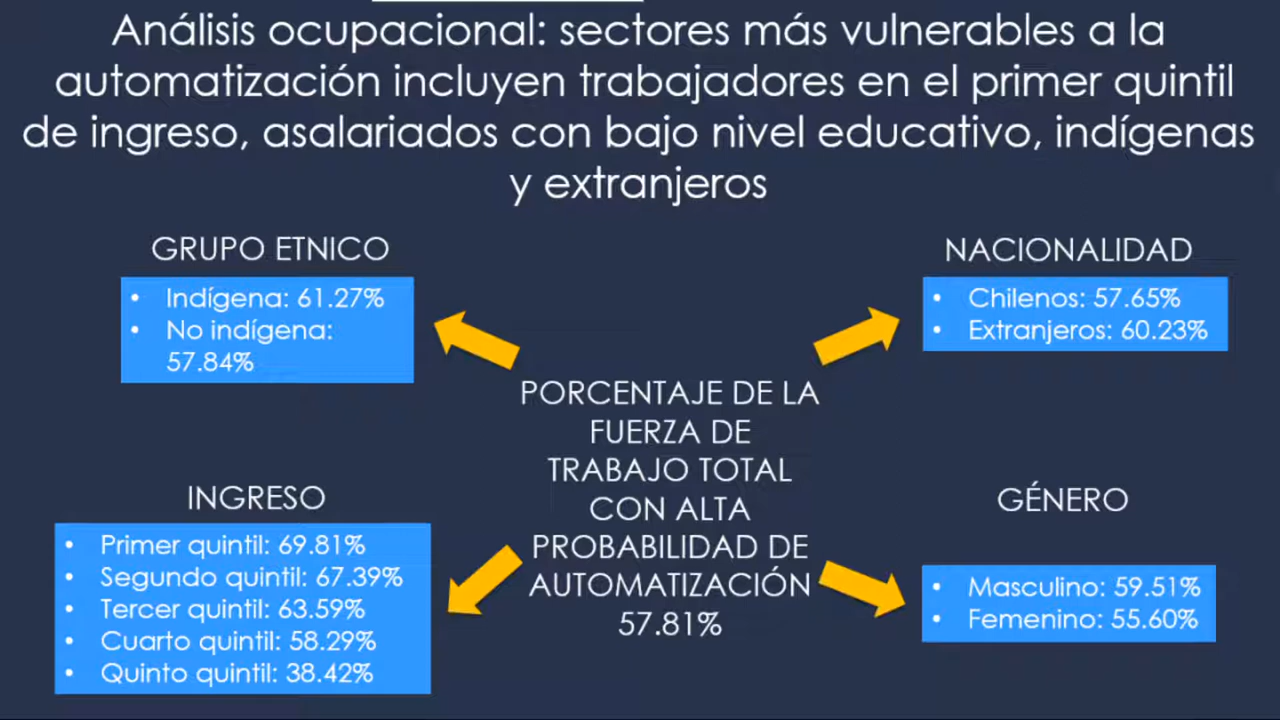 Análisis ocupacional: sectores más vulnerables a la
automatización incluyen trabajadores en el primer quintil
de ingreso, asalariados con bajo nivel educativo, indígenas
y extranjeros
GRUPO ETNICO
• Indígena: 61.27%
• No indígena:
57.84%
NACIONALIDAD
• Chilenos: 57.65%
• Extranjeros: 60.23%
PORCENTAJE DE LA
FUERZA DE
TRABAJO TOTAL
CON ALTA
PROBABILIDAD DE
AUTOMATIZACIÓN
57.81%
INGRESO
• Primer quintil: 69.81%
• Segundo quintil: 67.39%
• Tercer quintil: 63.59%
• Cuarto quintil: 58.29%
• Quinto quintil: 38.42%
GÉNERO
• Masculino: 59.51%
• Femenino: 55.60%